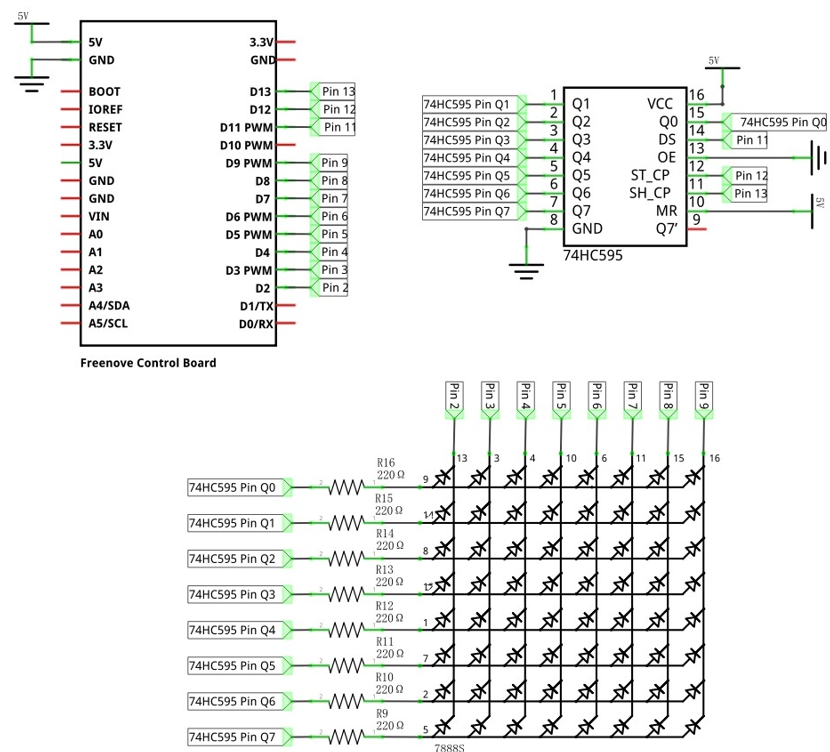 5V
5V
GND
BOOT
IOREF
RESET
3.3V
5V
GND
GND
VIN
A0
A1
A2
A3
A4/SDA
A5/SCL
3.3V
GND
D13
D12
D11 PWM
D10 PWM
D9 PWM
D8
D7
D6 PWM
D5 PWM
D4
D3 PWM
D2
D1/TX
D0/RX
Pin 13
Pin 12
Pin 11
Pin 9
Pin 8
Pin 7
Pin 6
Pin 5
Pin 4
Pin 3
Pin 2
Freenove Control Board
74HC595 Pin Q1
74HC595 Pin Q2
74HC595 Pin Q3
74HC595 Pin Q4
74HC595 Pin Q5
74HC595 Pin Q6
74HC595 Pin Q7
1
2
3
4
5
6
7
8
Q1
Q2
Q3
Q4
Q5
Q6
Q7
GND
VCC
Q0
DS
OE
ST_CP
SH_CP
MR
Q7'
16
15
14
13
12
11
10
9
5V
74HC595 Pin Q0
Pin 11
Pin 12
Pin 13
5V
74HC595
Pin 2
Pin 3
Pin 4
Pin 5
Pin 6
Pin 7
Pin 8
Pin 9
13
3
4
10
6
11
15
16
74HC595 Pin Q0
R16
220 Ω
9
74HC595 Pin Q1
R15
220 Ω
14
74HC595 Pin Q2
R14
220 Ω
8
74HC595 Pin Q3
R13
220 Ω
74HC595 Pin Q4
R12
220 Ω
1
74HC595 Pin Q5
R11
220 Ω
7
74HC595 Pin Q6
R10
220 Ω
2
74HC595 Pin Q7
R9
220 Ω
5
7888S